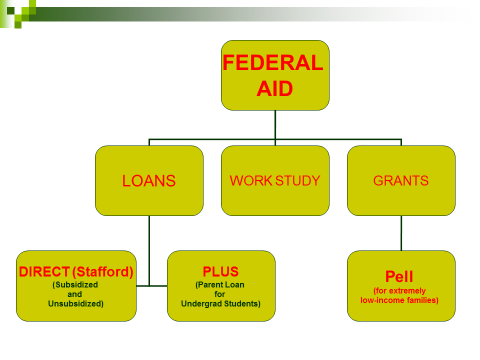 FEDERAL
AID
LOANS
WORK STUDY
GRANTS
DIRECT (Stafford)
(Subsidized
and
Unsubsidized)
PLUS
(Parent Loan
for
Undergrad Students)
Pell
(for extremely
low-income families)